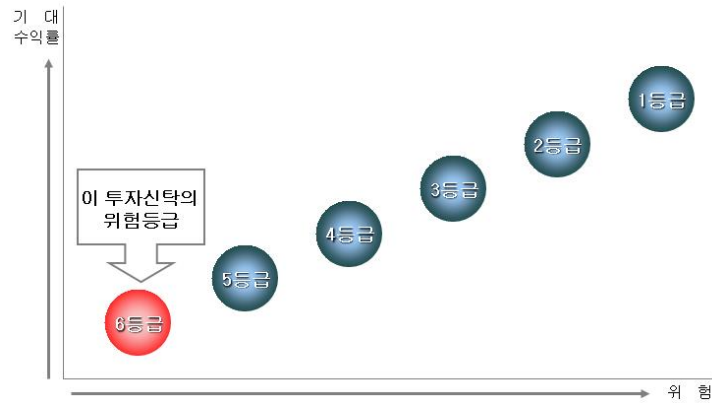 기 대
수익률
1등급
2등급
3등급
이 투자신탁의
위험등급
4등급
5등급
6등급
위 험